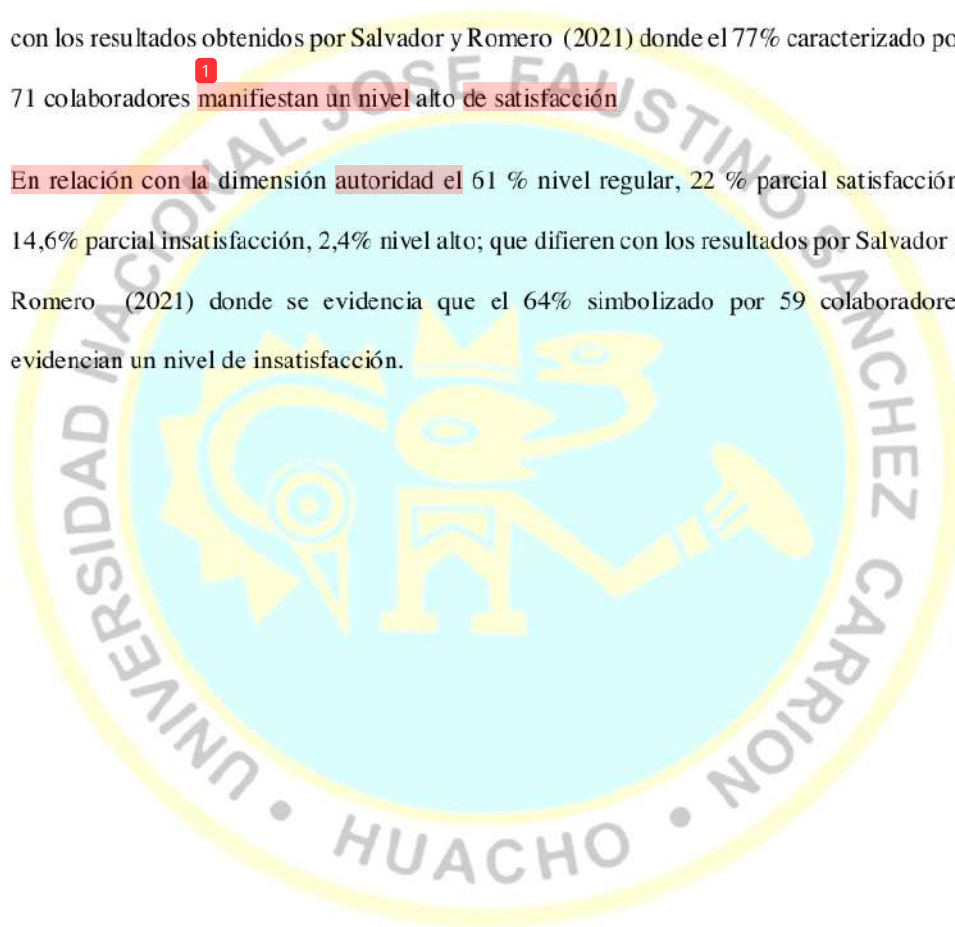 con los resultados obtenidos por Salvador y Romero (2021) donde el 77% caracterizado po
1
71 colaboradores manifiestan un nivel alto de satisfacción
En relación con la dimensión autoridad el 61 % nivel regular, 22 % parcial satisfacción
14,6% parcial insatisfacción, 2,4% nivel alto; que difieren con los resultados por Salvador
Romero (2021) donde se evidencia que el 64% simbolizado por 59 colaboradore
evidencian un nivel de insatisfacción.
UNIVERSIDAD NACIONAL JOSE FAUSTINO SANCHEZ CARRION • HUACHO •